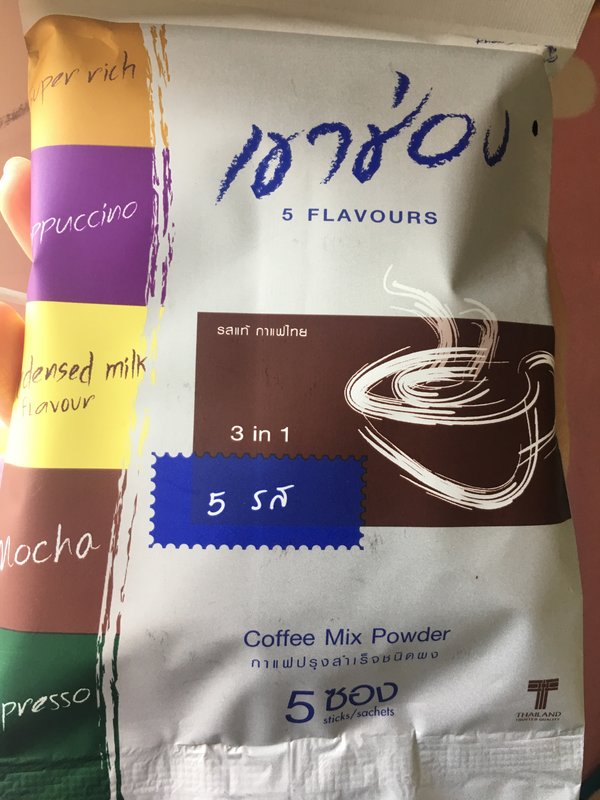 uper rich
ppuccino
densed milk
flavour
Mocha
presso
เขาช่อง
5 FLAVOURS
รสแท้ กาแฟไทย
3 in 1
5 รส
Coffee Mix Powder
กาแฟปรุงสำเร็จชนิดผง
5 ซอง
sticks/sachets
THAILAND